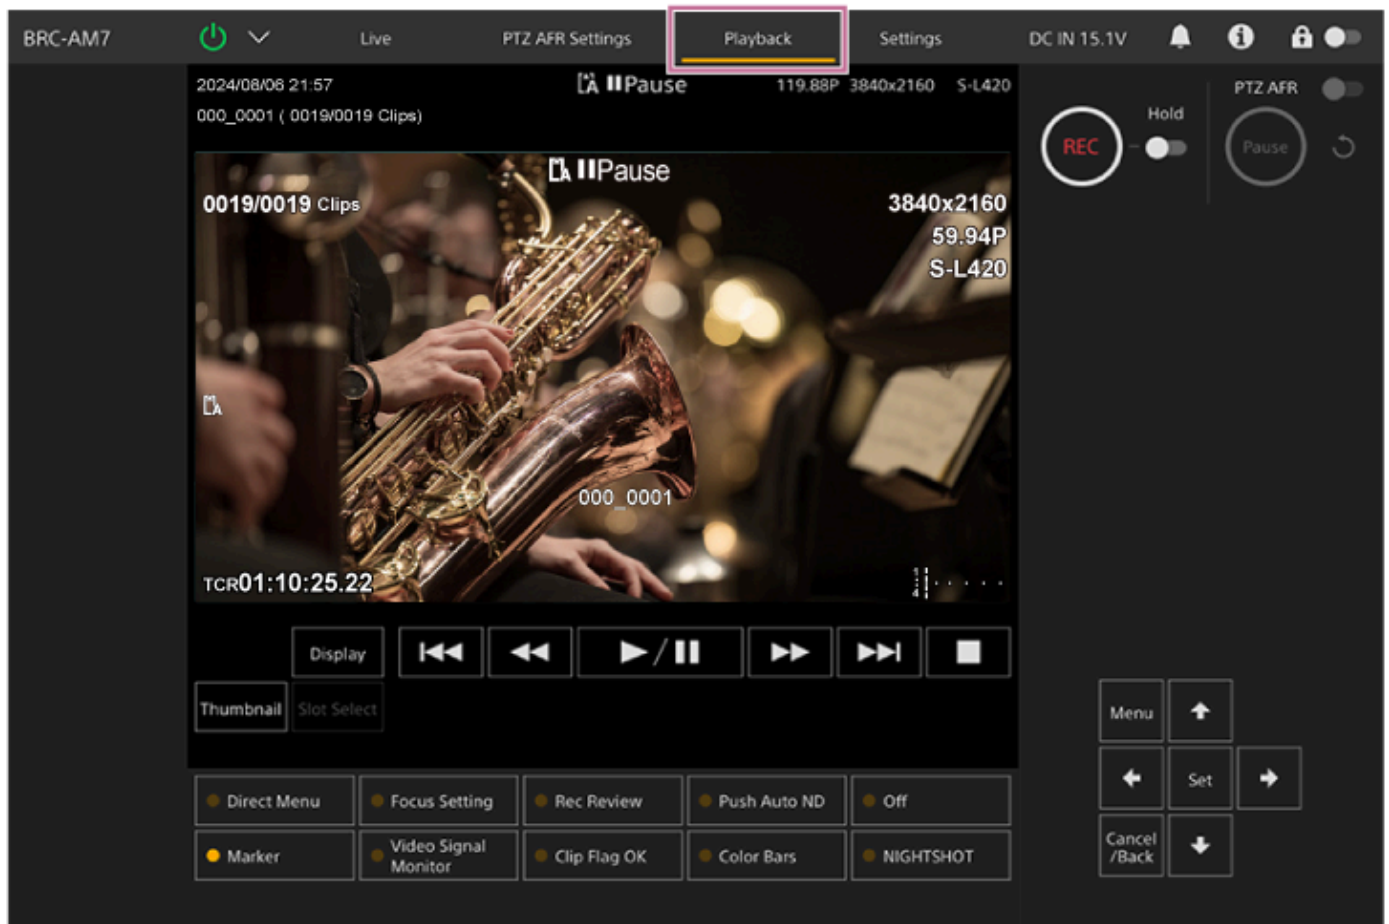 BRC-AM7 Live PTZ AFR Settings Playback Settings DC IN 15.1V
2024/08/06 21:57 A Pause 119.88P 3840x2160 S-L420
000_0001 ( 0019/0019 Clips)
PTZ AFR
REC Hold Pause
A Pause
0019/0019 Clips 3840x2160
59.94P
S-L420
A
000_0001
TCR01:10:25.22
Display
Thumbnail Slot Select
Menu
Set
Cancel
/Back
Direct Menu Focus Setting Rec Review Push Auto ND Off
Marker Video Signal
Monitor Clip Flag OK Color Bars NIGHTSHOT